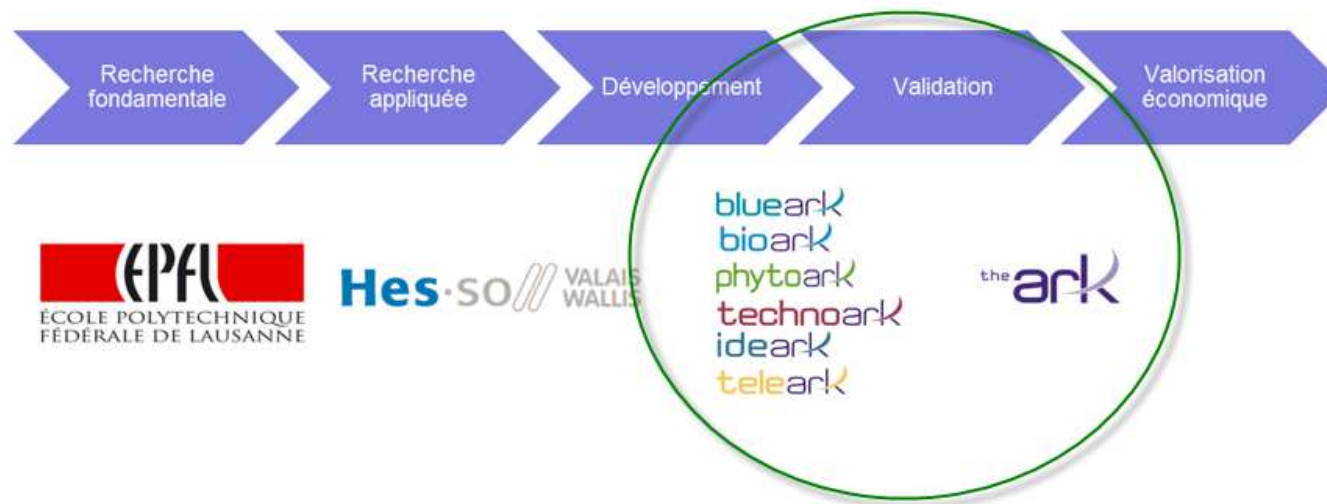 Recherche
fondamentale
Recherche
appliquée
Développement
Validation
Valorisation
économique
EPFL
ÉCOLE POLYTECHNIQUE
FÉDÉRALE DE LAUSANNE
Hes·so
VALAIS
WALLIS
blueark
bioark
phytoark
technoark
ideark
teleark
the ark